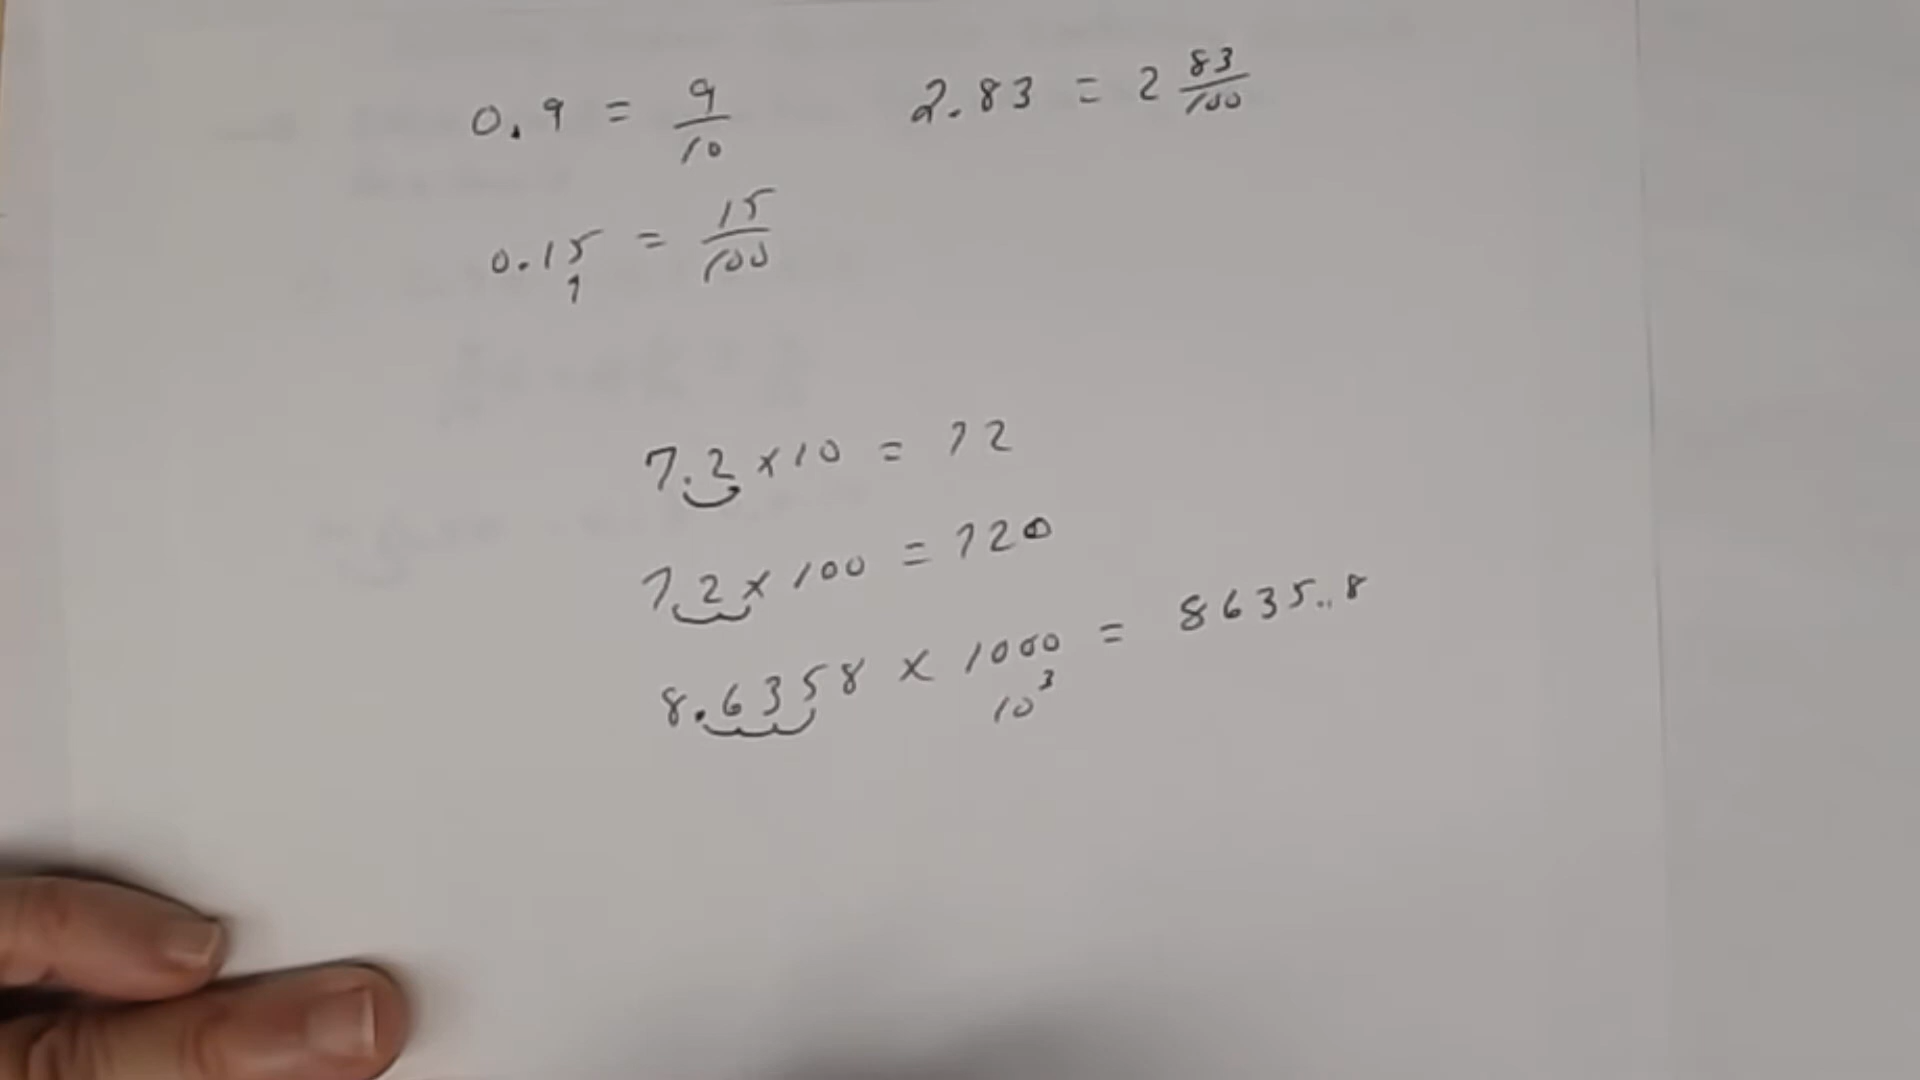 0.9 = 9/10
2.83 = 2 83/100
0.15 = 15/100
7.2 × 10 = 72
7.2 × 100 = 720
8.6358 × 1000 = 8635.8
10³